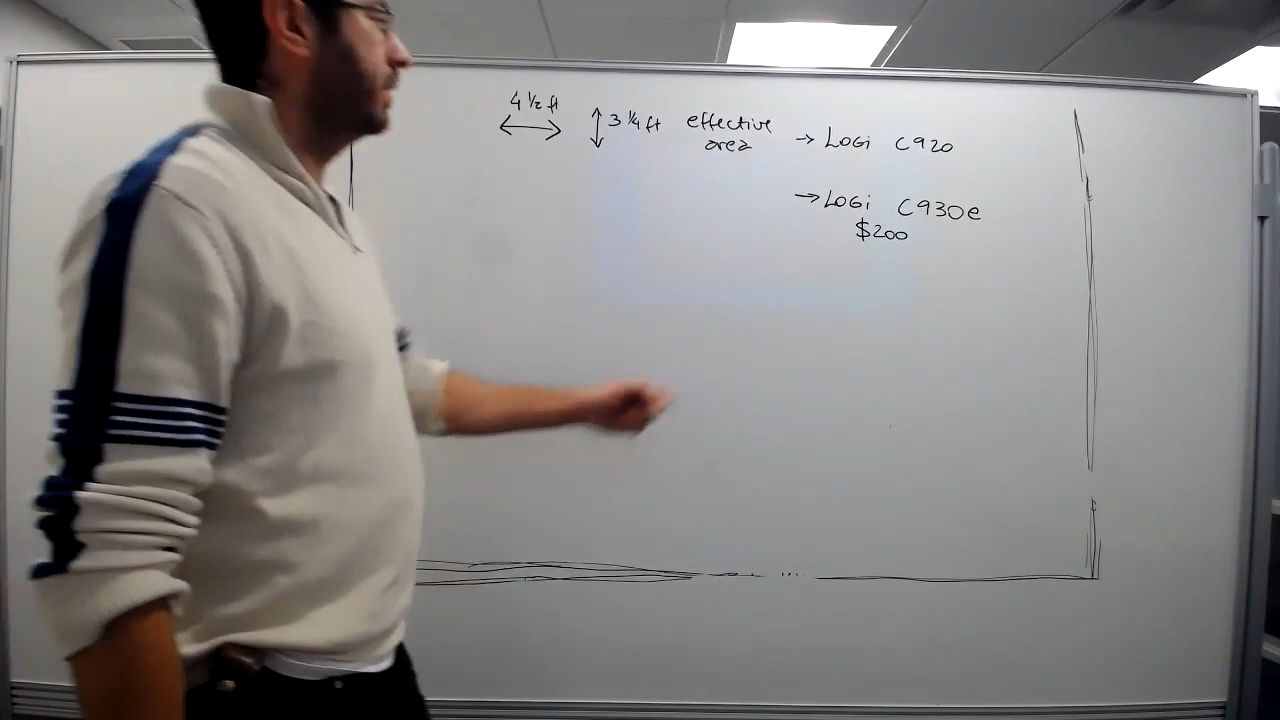 4 ½ ft
3 ¼ ft effective
area
→ LOGi C920
→ LOGi C930e
$200